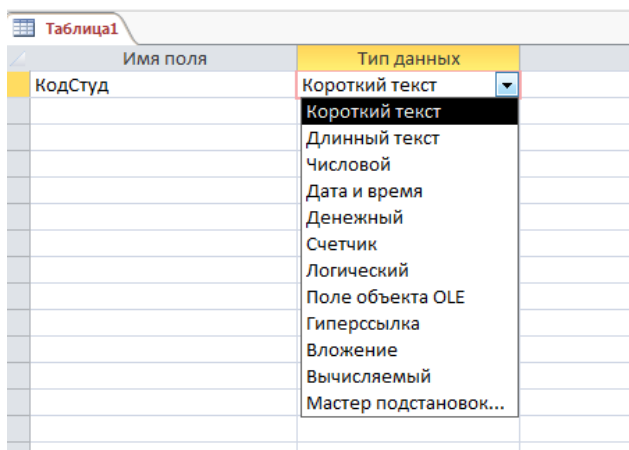 Таблица1
Имя поля Тип данных
КодСтуд Короткий текст
Короткий текст
Длинный текст
Числовой
Дата и время
Денежный
Счетчик
Логический
Поле объекта OLE
Гиперссылка
Вложение
Вычисляемый
Мастер подстановок...